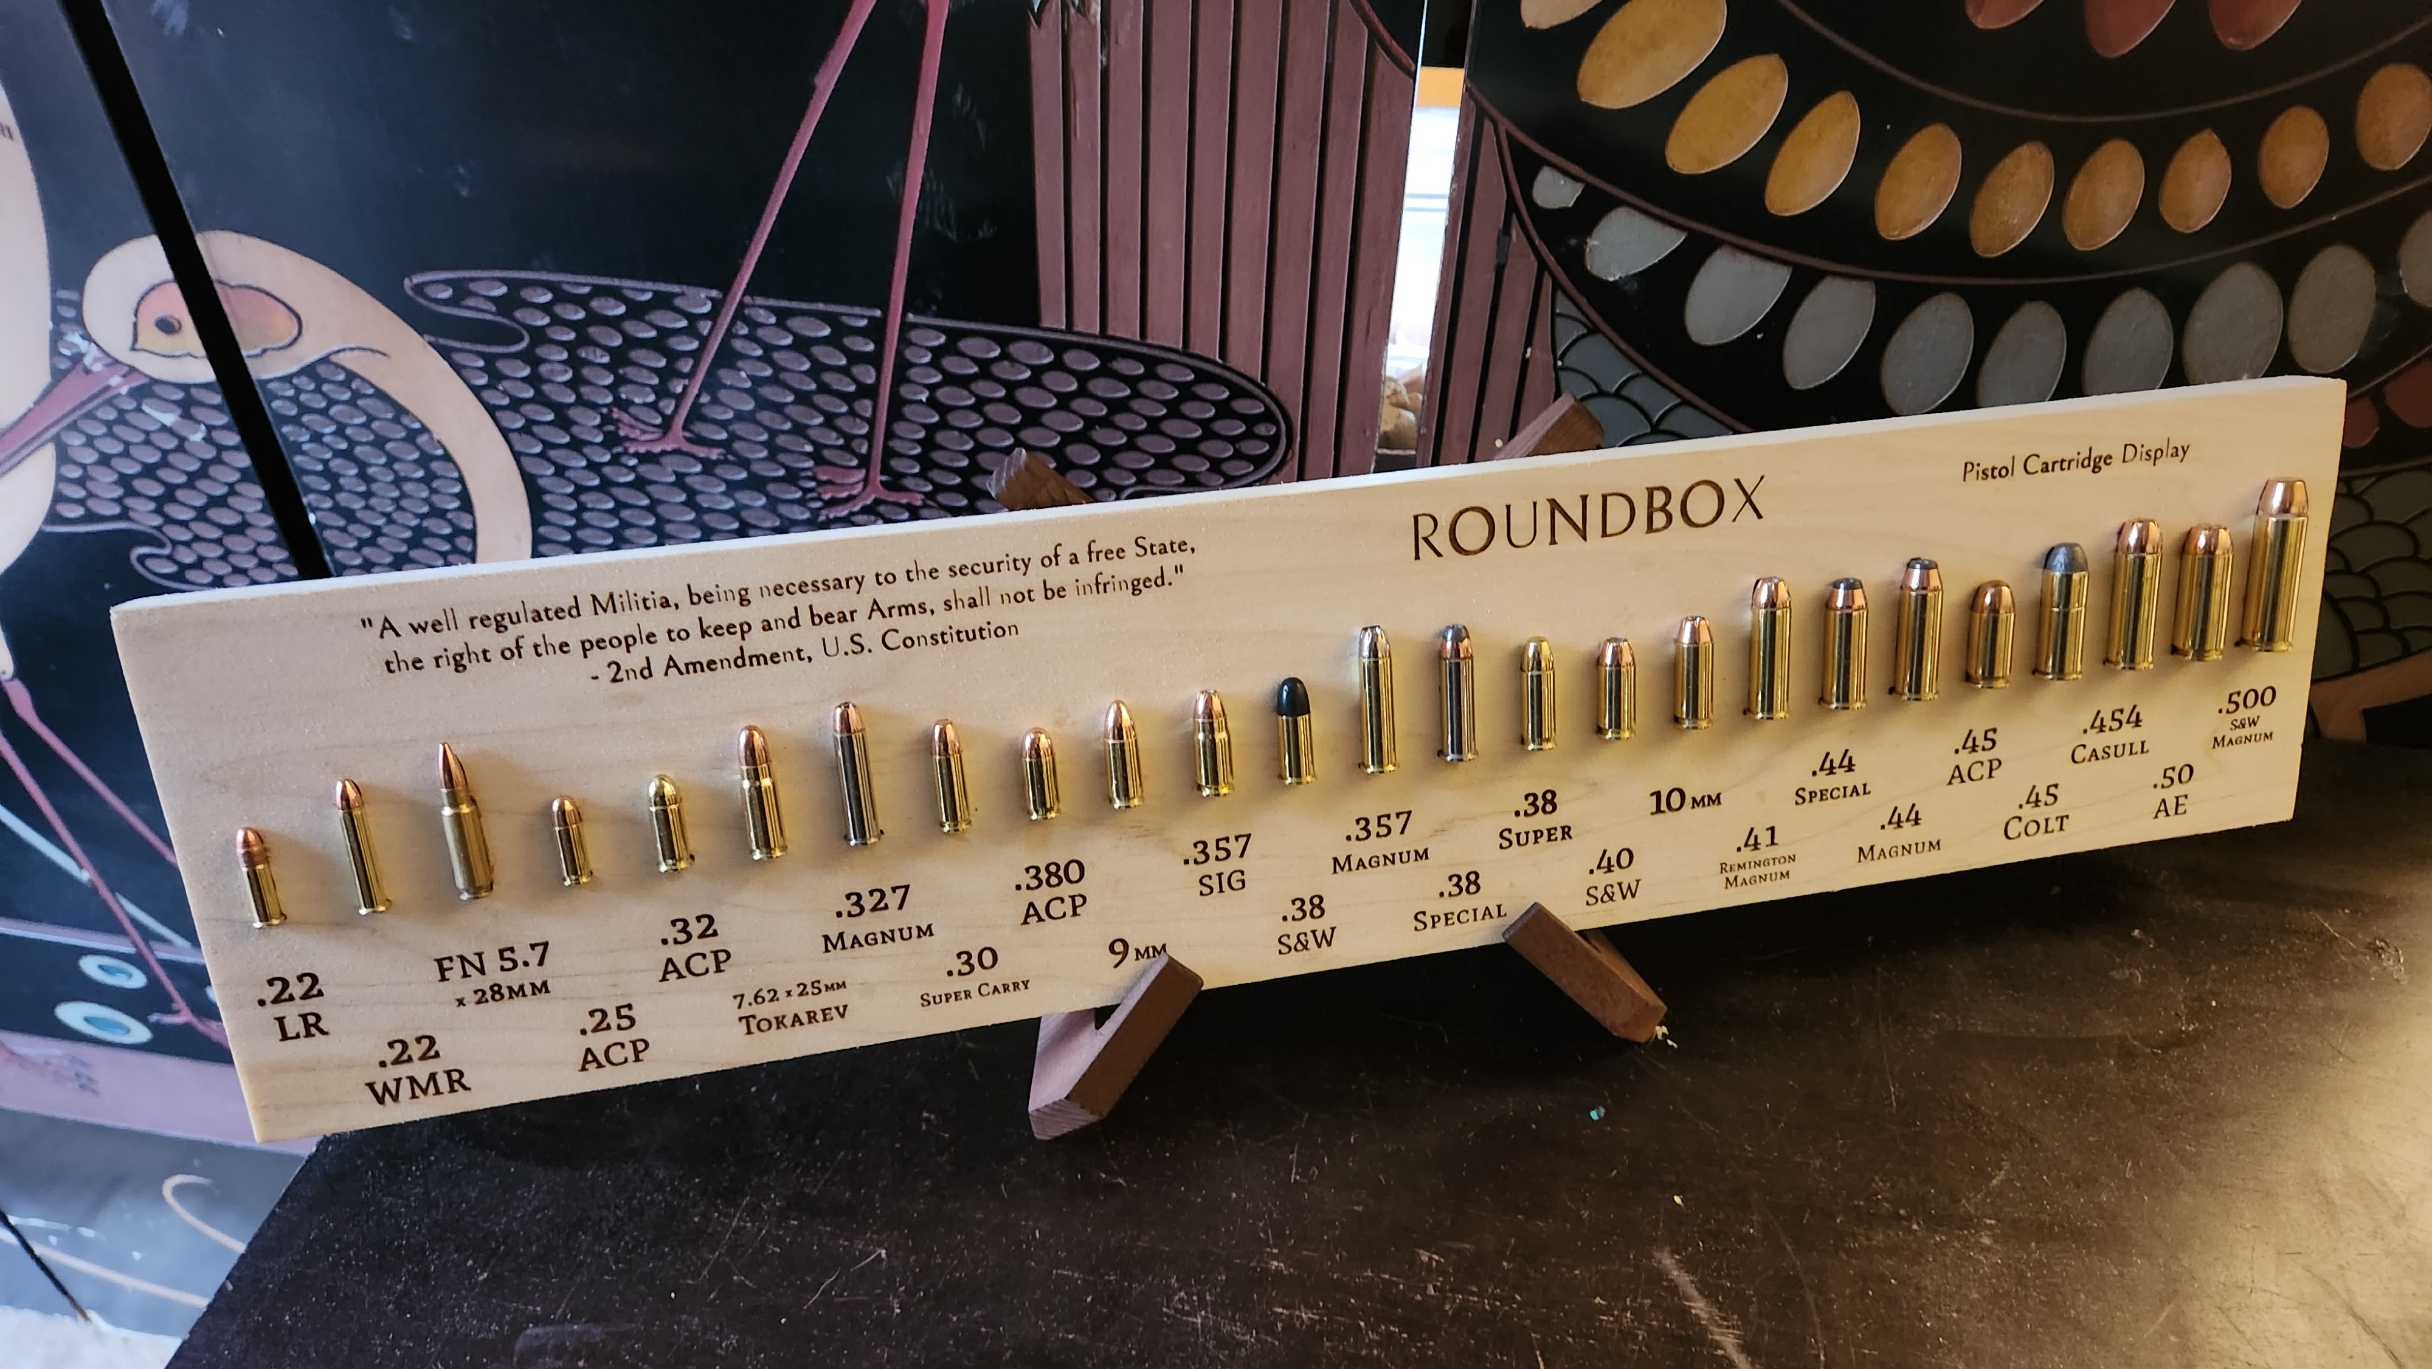 "A well regulated Militia, being necessary to the security of a free State,
the right of the people to keep and bear Arms, shall not be infringed."
- 2nd Amendment, U.S. Constitution
ROUNDBOX
Pistol Cartridge Display
.22
LR
.22
WMR
FN 5.7
x 28MM
.25
ACP
.32
ACP
7.62 x 25MM
TOKAREV
.327
MAGNUM
.30
SUPER CARRY
.380
ACP
9MM
.357
SIG
.38
S&W
.357
MAGNUM
.38
SPECIAL
.38
SUPER
.40
S&W
10MM
.41
REMINGTON
MAGNUM
.44
SPECIAL
.44
MAGNUM
.45
ACP
.45
COLT
.454
CASULL
.50
AE
.500
S&W
MAGNUM